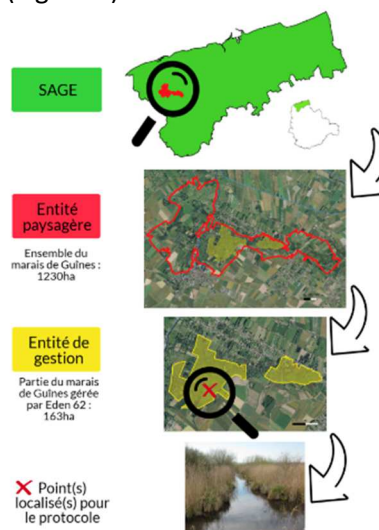 SAGE
Entité
paysagère
Ensemble du
marais de Guînes :
1230ha
Entité de
gestion
Partie du marais
de Guînes gérée
par Eden 62 :
163ha
Point(s)
localisé(s) pour
le protocole